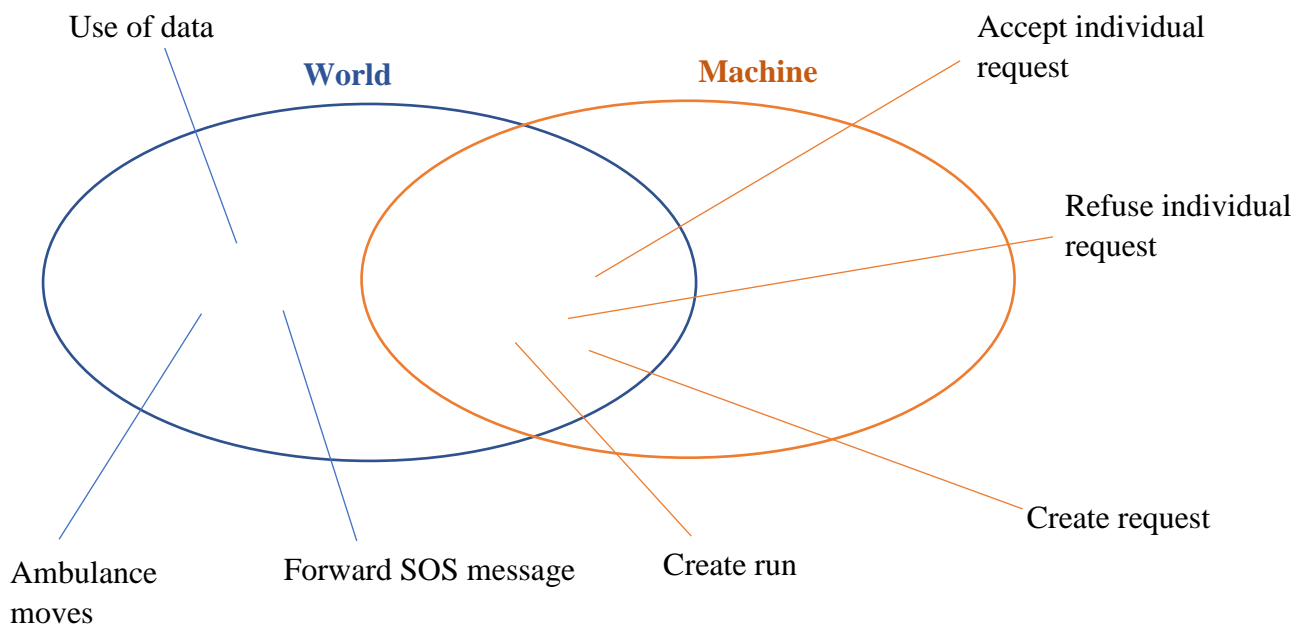 Use of data
Accept individual
request
World
Machine
Refuse individual
request
Create request
Create run
Forward SOS message
Ambulance
moves